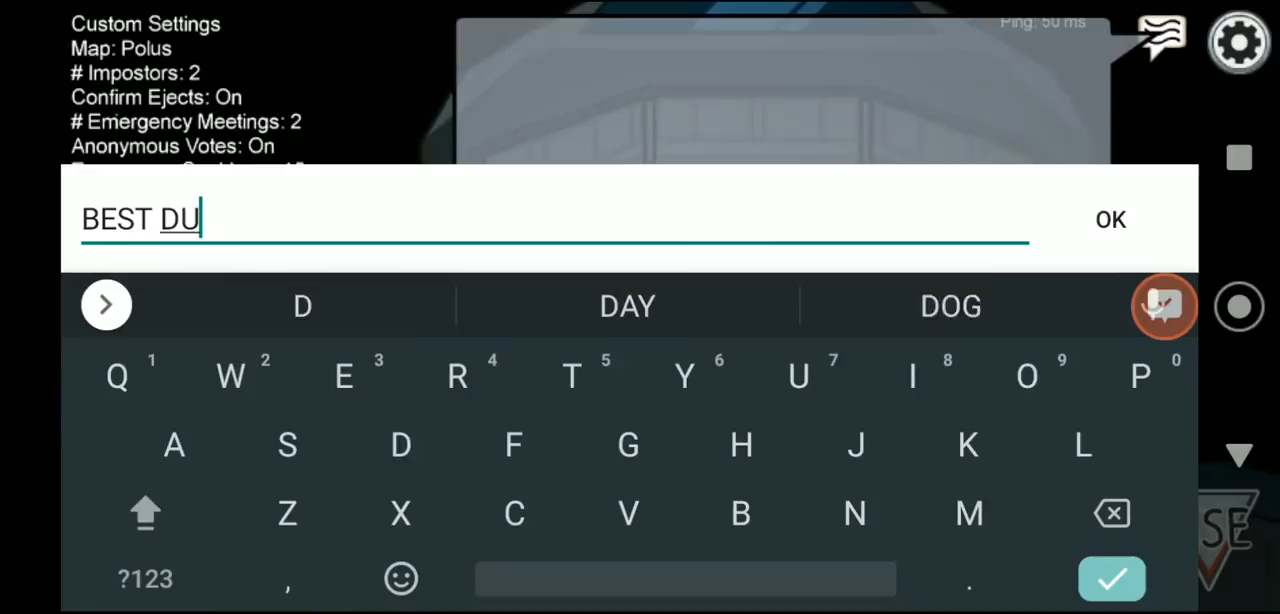 Custom Settings
Map: Polus
# Impostors: 2
Confirm Ejects: On
# Emergency Meetings: 2
Anonymous Votes: On
Ping: 50 ms
BEST DU
OK
D DAY DOG
Q 1 W 2 E 3 R 4 T 5 Y 6 U 7 I 8 O 9 P 0
A S D F G H J K L
Z X C V B N M
?123 , .
SE